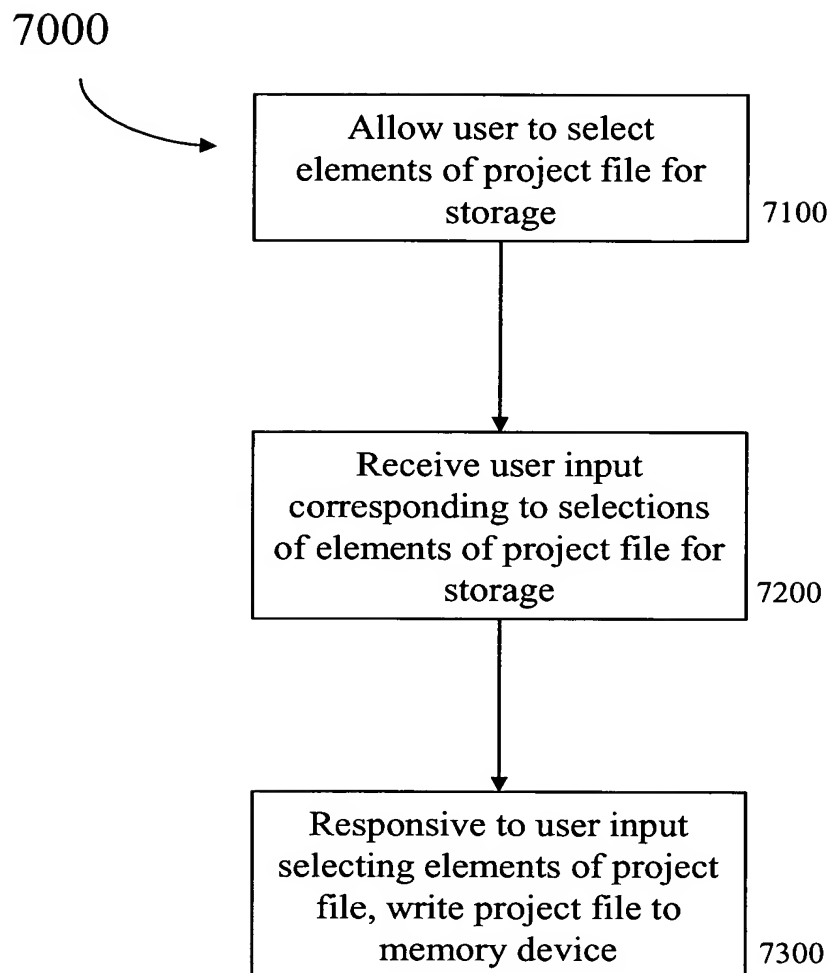 7000
Allow user to select
elements of project file for
storage
7100
Receive user input
corresponding to selections
of elements of project file for
storage
7200
Responsive to user input
selecting elements of project
file, write project file to
memory device
7300